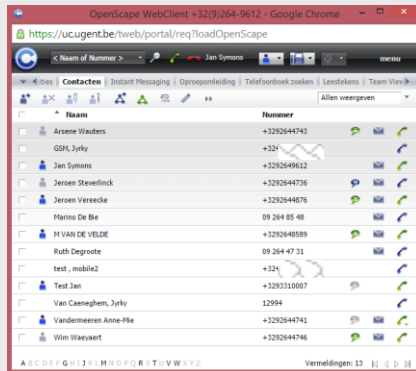 OpenScape WebClient +32(9)264-9612 - Google Chrome
https://uc.ugent.be/tweb/portal/req?loadOpenScape
< Naam of Nummer > Jan Symons menu
ities Contacten Instant Messaging Oproepomleiding Telefoonboek zoeken Leestekens Team View
Allen weergeven
Naam Nummer
Arsene Wauters +3292644743
GSM, Jyrky +324
Jan Symons +3292649612
Jeroen Steverlinck +3292644736
Jeroen Vereecke +3292644876
Marino De Bie 09 264 85 48
M VAN DE VELDE +3292648589
Ruth Degroote 09 264 47 31
test , mobile2 +324
Test Jan +3293310007
Van Caeneghem, Jyrky 12994
Vandermeeren Anne-Mie +3292644741
Wim Waeyaert +3292644746
A B C D E F G H I J K L M N O P Q R S T U V W X Y Z Vermeldingen: 13